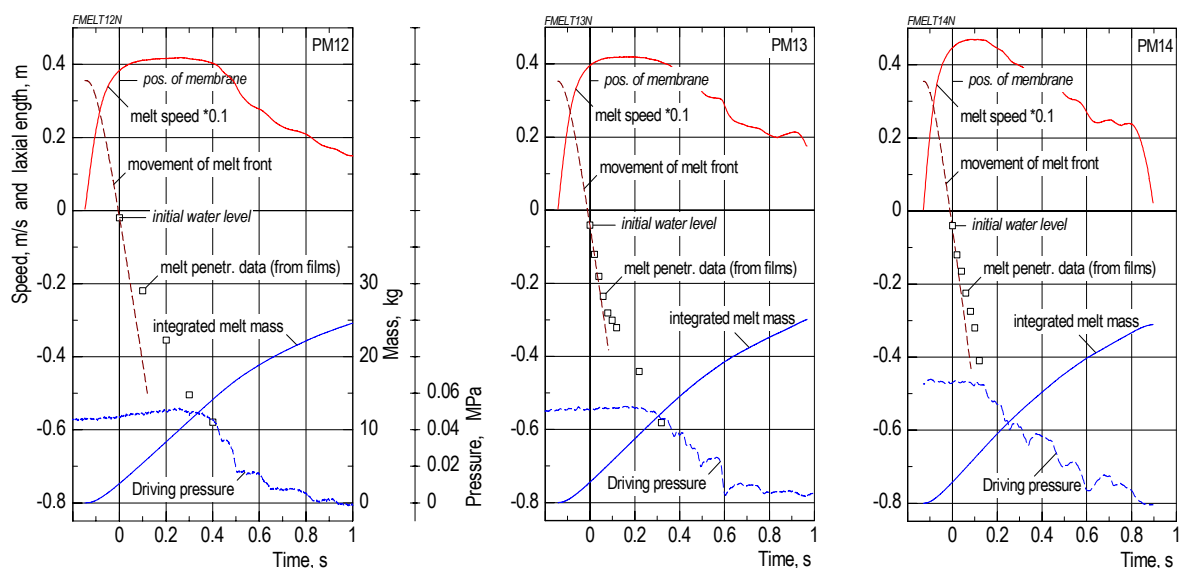 FMELT12N
PM12
0.4
0.2
0
-0.2
-0.4
-0.6
-0.8
Speed, m/s and laxial length, m
pos. of membrane
melt speed *0.1
movement of melt front
initial water level
melt penetr. data (from films)
integrated melt mass
Driving pressure
30
20
10
0
Mass, kg
0.06
0.04
0.02
0
Pressure, MPa
0 0.2 0.4 0.6 0.8 1
Time, s
FMELT13N
PM13
0.4
0.2
0
-0.2
-0.4
-0.6
-0.8
pos. of membrane
melt speed *0.1
movement of melt front
initial water level
melt penetr. data (from films)
integrated melt mass
Driving pressure
0 0.2 0.4 0.6 0.8 1
Time, s
FMELT14N
PM14
0.4
0.2
0
-0.2
-0.4
-0.6
-0.8
pos. of membrane
melt speed *0.1
movement of melt front
initial water level
melt penetr. data (from films)
integrated melt mass
Driving pressure
0 0.2 0.4 0.6 0.8 1
Time, s